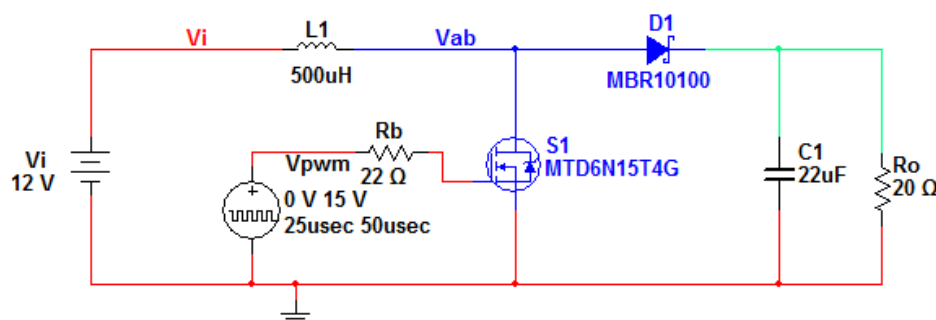 Vi
L1
500uH
Vab
D1
MBR10100
Vi
12 V
Vpwm
Rb
22 Ω
0 V 15 V
25usec 50usec
S1
MTD6N15T4G
C1
22uF
Ro
20 Ω